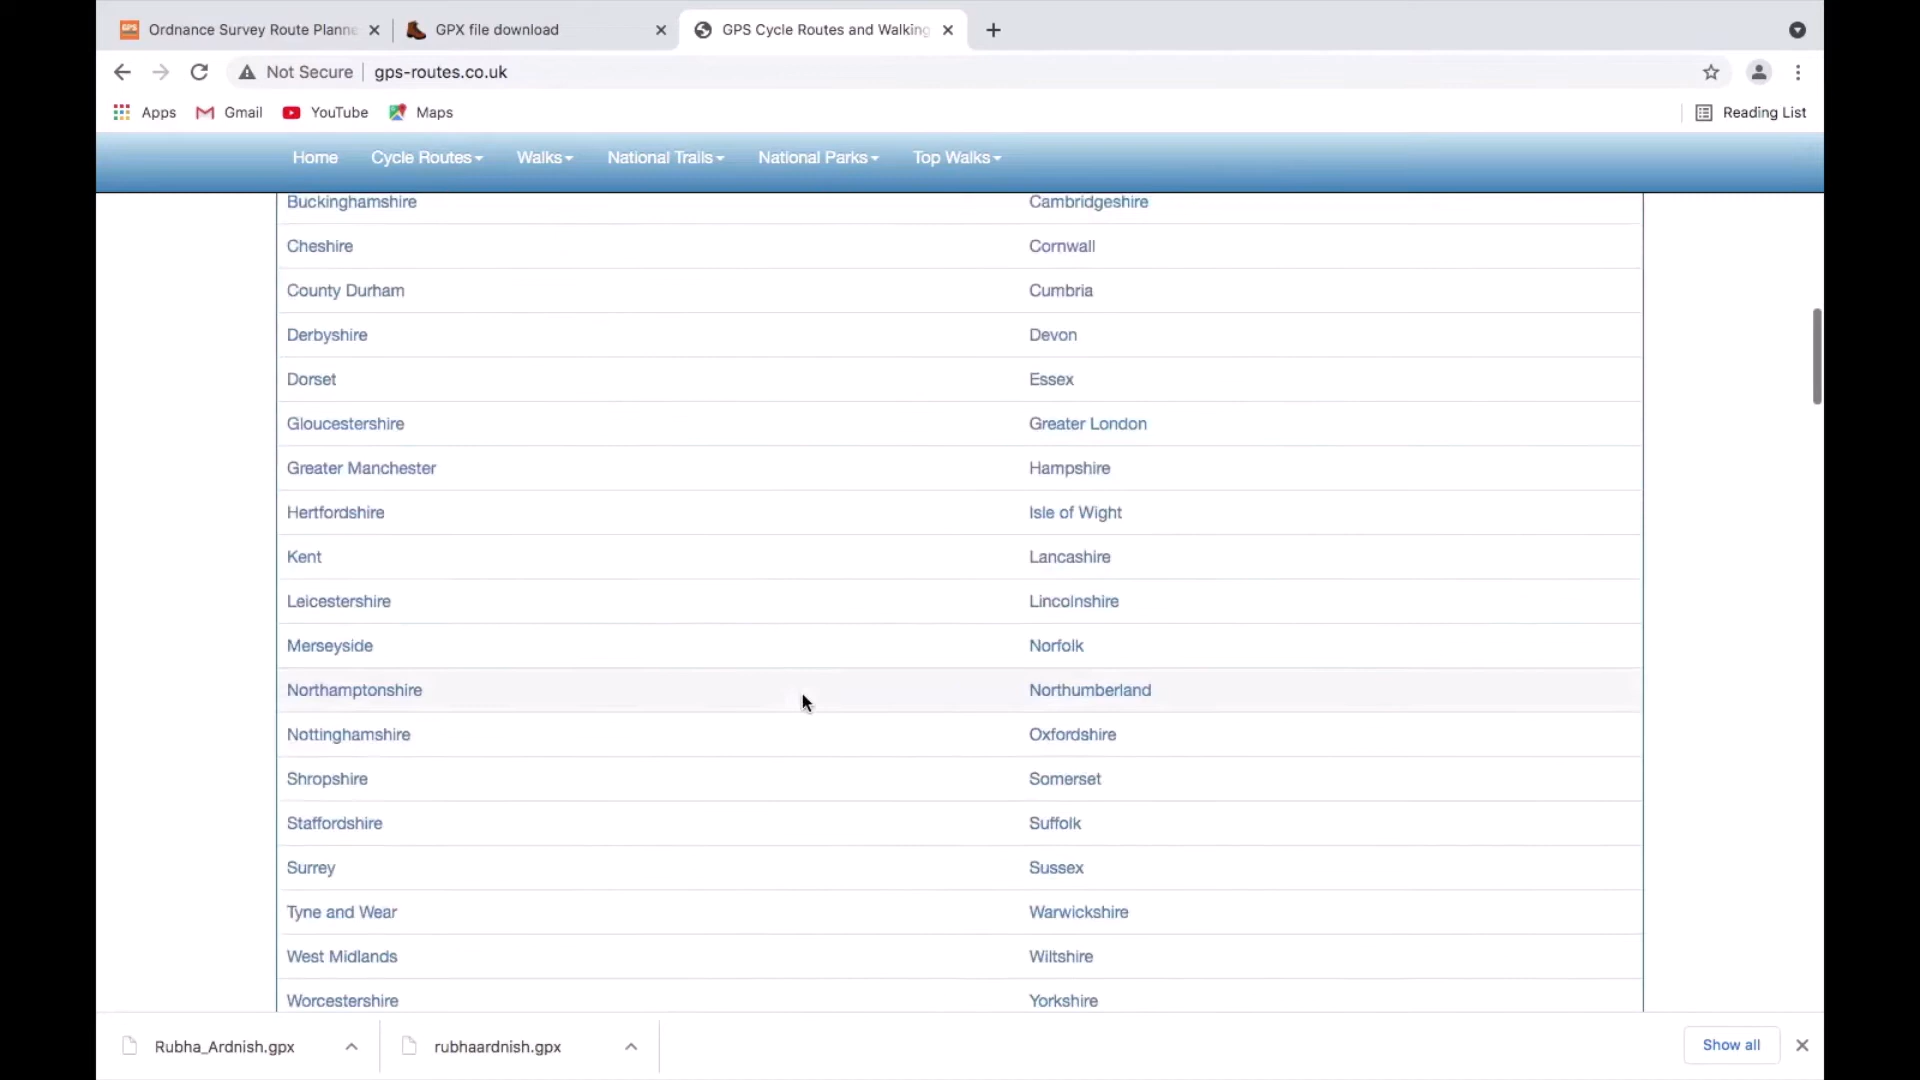 Ordnance Survey Route Planne
GPX file download
GPS Cycle Routes and Walking
Not Secure
gps-routes.co.uk
Apps
Gmail
YouTube
Maps
Reading List
Home
Cycle Routes
Walks
National Trails
National Parks
Top Walks
Buckinghamshire
Cambridgeshire
Cheshire
Cornwall
County Durham
Cumbria
Derbyshire
Devon
Dorset
Essex
Gloucestershire
Greater London
Greater Manchester
Hampshire
Hertfordshire
Isle of Wight
Kent
Lancashire
Leicestershire
Lincolnshire
Merseyside
Norfolk
Northamptonshire
Northumberland
Nottinghamshire
Oxfordshire
Shropshire
Somerset
Staffordshire
Suffolk
Surrey
Sussex
Tyne and Wear
Warwickshire
West Midlands
Wiltshire
Worcestershire
Yorkshire
Rubha_Ardnish.gpx
rubhaardnish.gpx
Show all